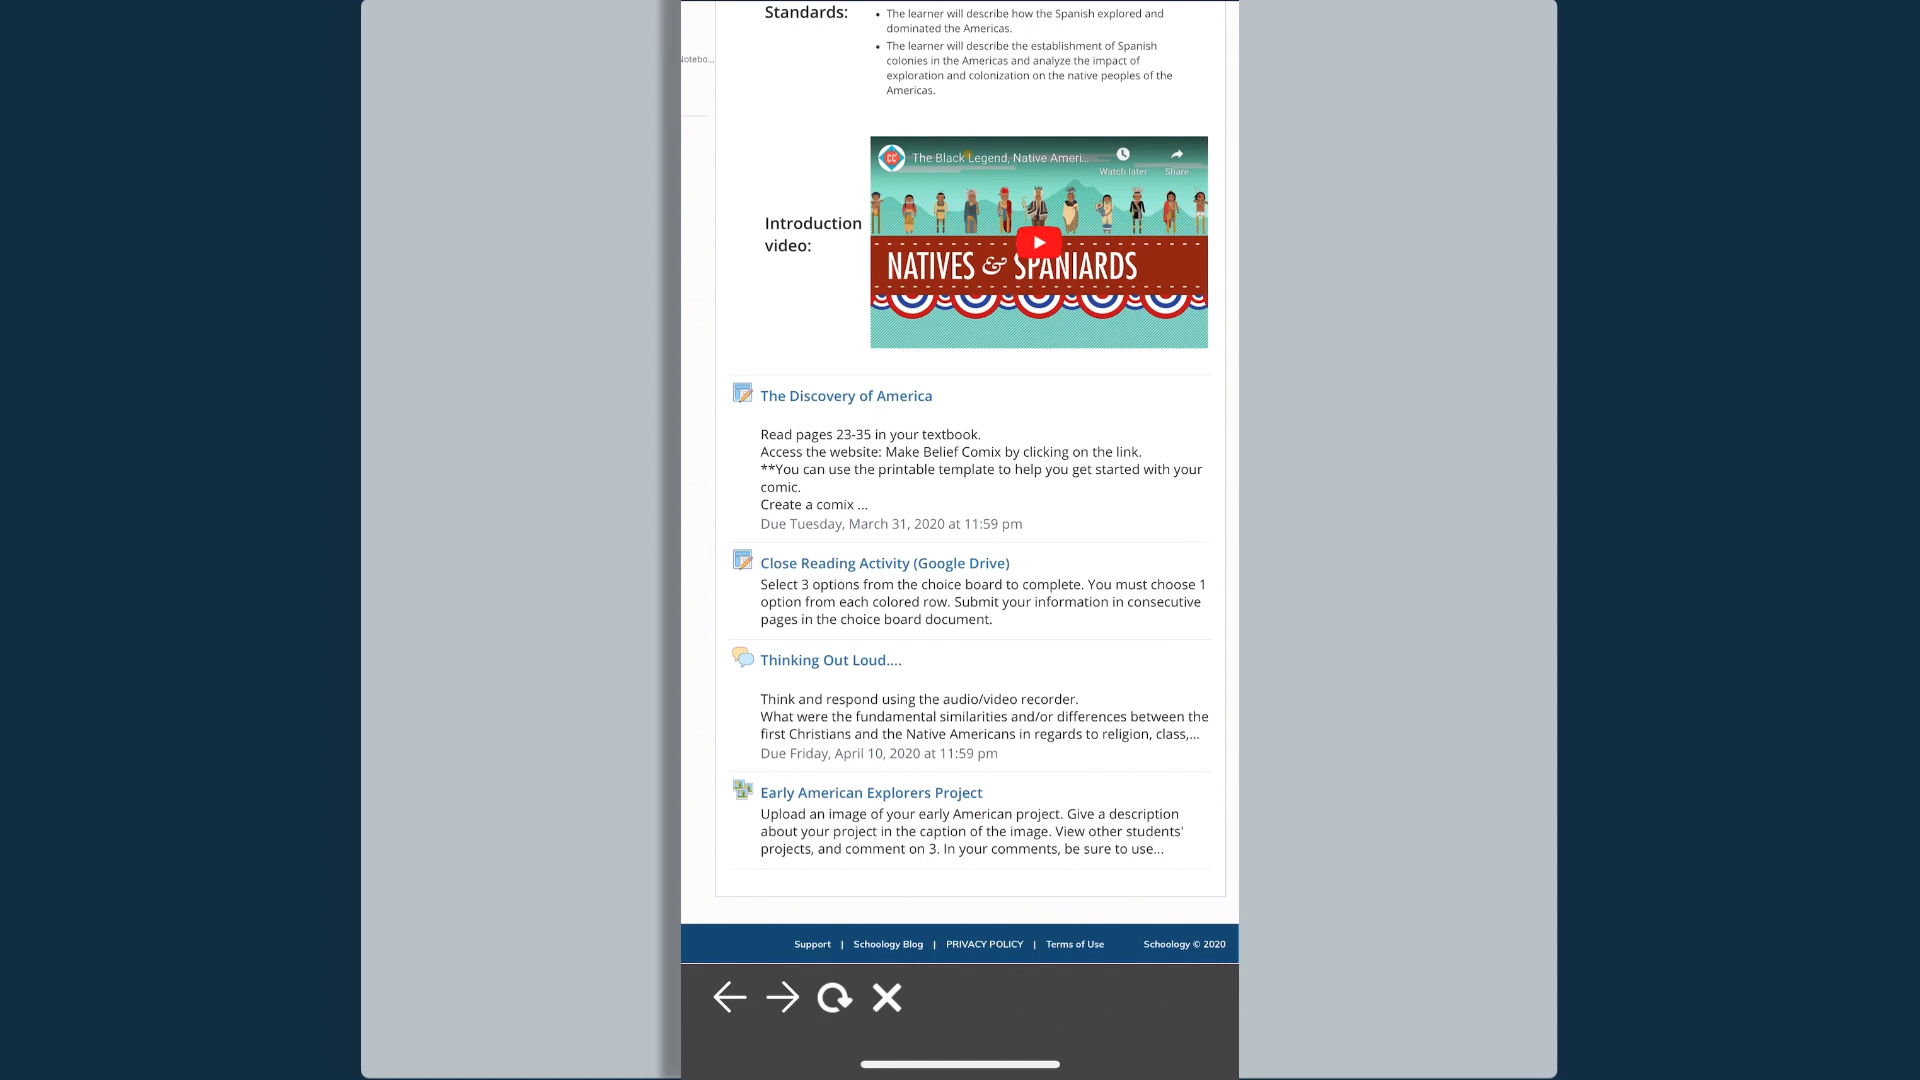 Standards:
• The learner will describe how the Spanish explored and
dominated the Americas.
• The learner will describe the establishment of Spanish
colonies in the Americas and analyze the impact of
exploration and colonization on the native peoples of the
Americas.
Notebo...
Introduction
video:
The Black Legend, Native Ameri...
Watch later
Share
NATIVES & SPANIARDS
The Discovery of America
Read pages 23-35 in your textbook.
Access the website: Make Belief Comix by clicking on the link.
**You can use the printable template to help you get started with your
comic.
Create a comix ...
Due Tuesday, March 31, 2020 at 11:59 pm
Close Reading Activity (Google Drive)
Select 3 options from the choice board to complete. You must choose 1
option from each colored row. Submit your information in consecutive
pages in the choice board document.
Thinking Out Loud....
Think and respond using the audio/video recorder.
What were the fundamental similarities and/or differences between the
first Christians and the Native Americans in regards to religion, class,...
Due Friday, April 10, 2020 at 11:59 pm
Early American Explorers Project
Upload an image of your early American project. Give a description
about your project in the caption of the image. View other students'
projects, and comment on 3. In your comments, be sure to use...
Support | Schoology Blog | PRIVACY POLICY | Terms of Use Schoology © 2020